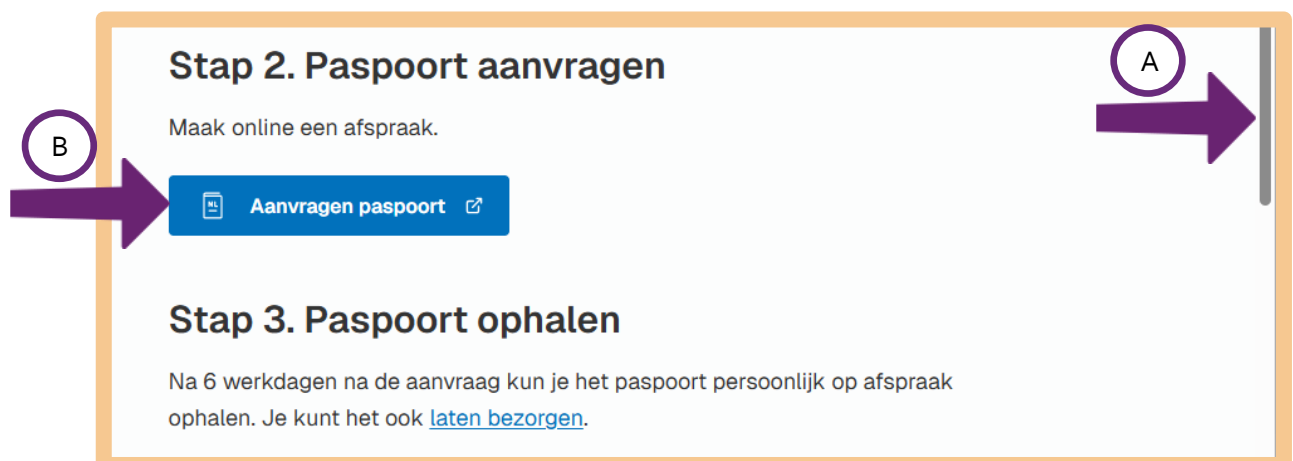 Stap 2. Paspoort aanvragen
A
Maak online een afspraak.
B
NL
Aanvragen paspoort
Stap 3. Paspoort ophalen
Na 6 werkdagen na de aanvraag kun je het paspoort persoonlijk op afspraak
ophalen. Je kunt het ook laten bezorgen.